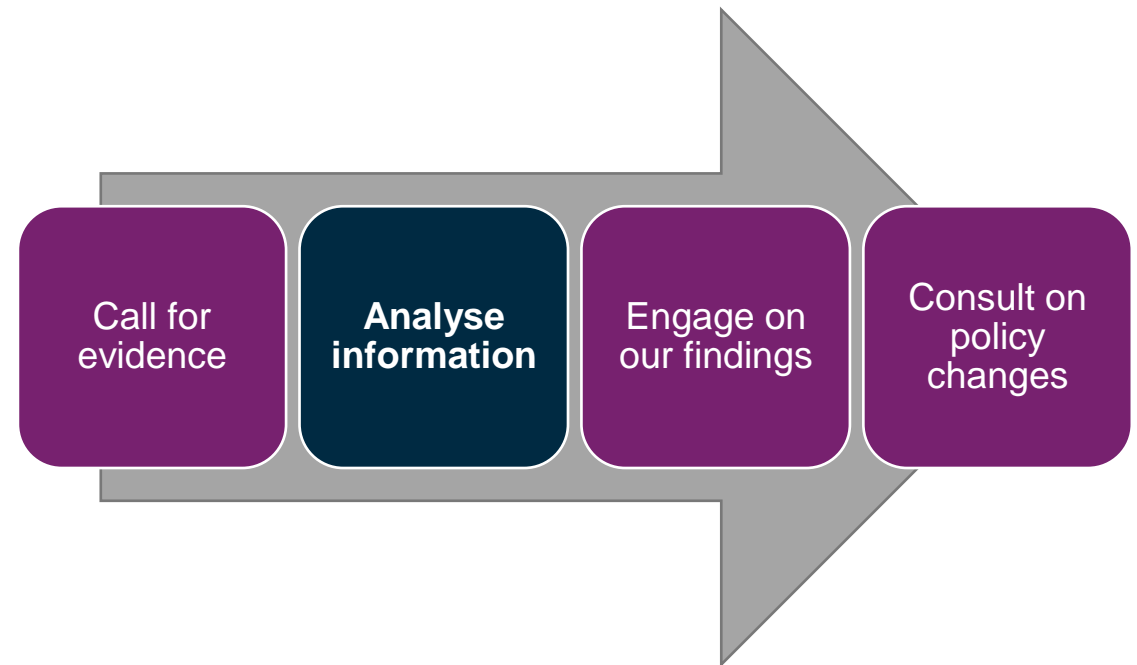 Call for
evidence
Analyse
information
Engage on
our findings
Consult on
policy
changes